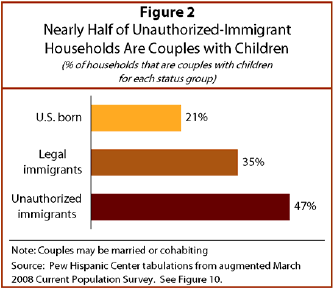 Figure 2
Nearly Half of Unauthorized-Immigrant
Households Are Couples with Children
(% of households that are couples with children
for each status group)
U.S. born
21%
Legal
immigrants
35%
Unauthorized
immigrants
47%
Note: Couples may be married or cohabiting
Source: Pew Hispanic Center tabulations from augmented March
2008 Current Population Survey. See Figure 10.